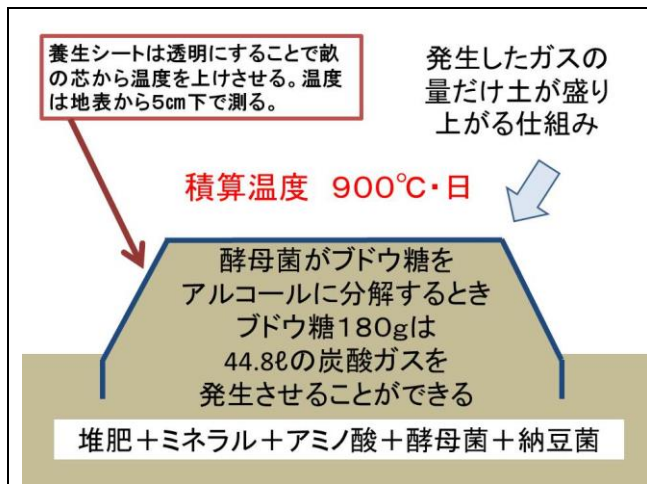 養生シートは透明にすることで畝
の芯から温度を上げさせる。温度
は地表から5㎝下で測る。
発生したガスの
量だけ土が盛り
上がる仕組み
積算温度　９００℃・日
酵母菌がブドウ糖を
アルコールに分解するとき
ブドウ糖１８０gは
44.8ℓの炭酸ガスを
発生させることができる
堆肥＋ミネラル＋アミノ酸＋酵母菌＋納豆菌